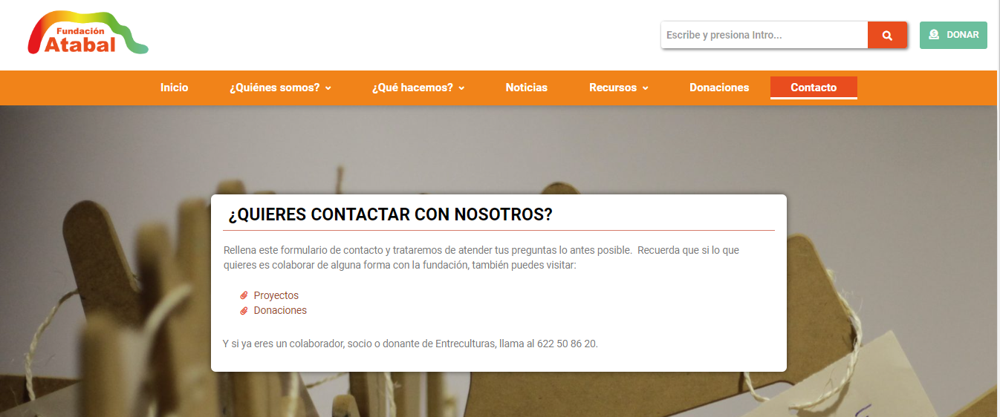 Fundación
Atabal
Escribe y presiona Intro...
DONAR
Inicio
¿Quiénes somos?
¿Qué hacemos?
Noticias
Recursos
Donaciones
Contacto
¿QUIERES CONTACTAR CON NOSOTROS?
Rellena este formulario de contacto y trataremos de atender tus preguntas lo antes posible. Recuerda que si lo que
quieres es colaborar de alguna forma con la fundación, también puedes visitar:
Proyectos
Donaciones
Y si ya eres un colaborador, socio o donante de Entreculturas, llama al 622 50 86 20.